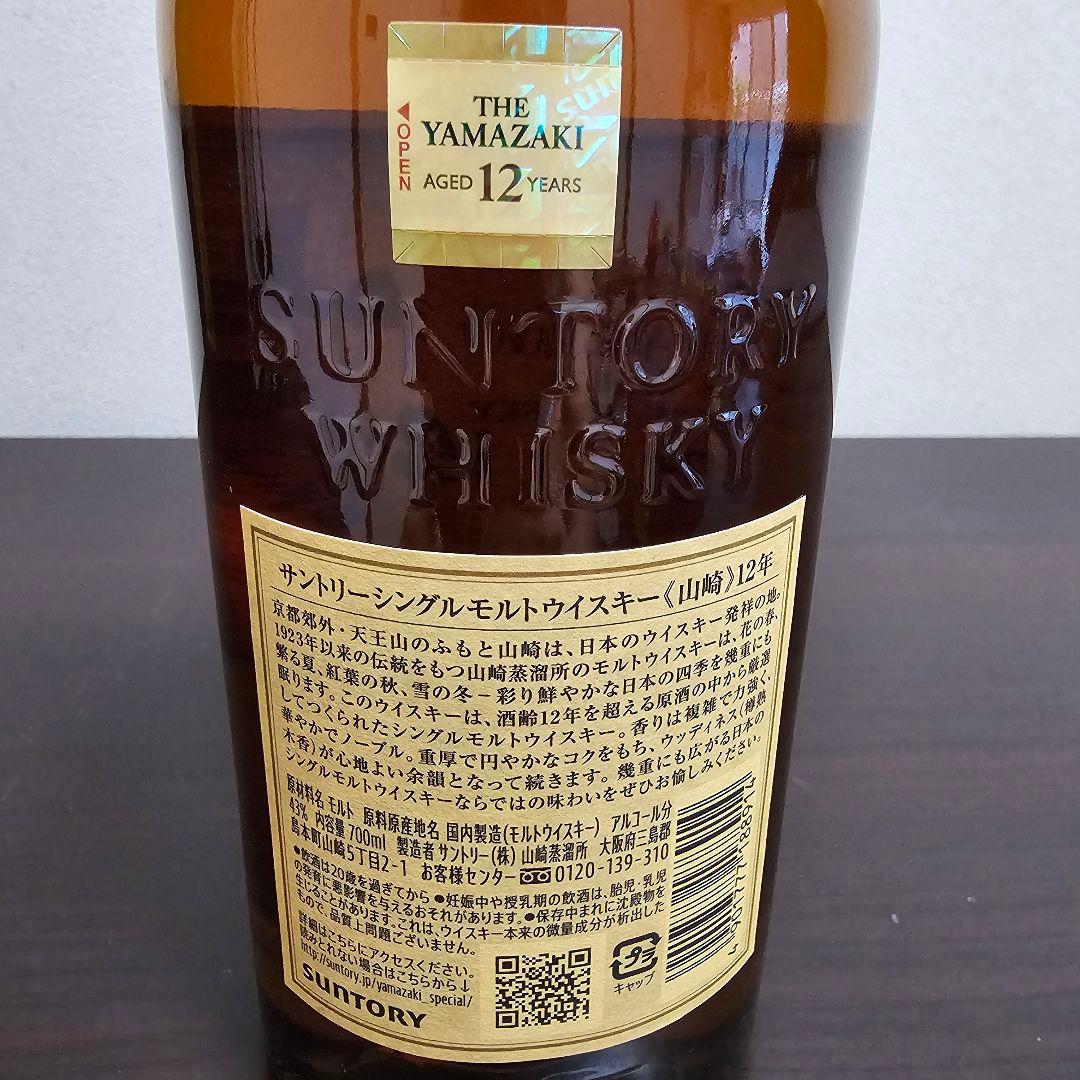 ◀OPEN
THE
YAMAZAKI
AGED 12 YEARS
SUNTORY
WHISKY
サントリーシングルモルトウイスキー《山崎》12年
京都郊外・天王山のふもと山崎は、日本のウイスキー発祥の地。
1923年以来の伝統をもつ山崎蒸溜所のモルトウイスキーは、花の春、
繁る夏、紅葉の秋、雪の冬－彩り鮮やかな日本の四季を幾重にも
眠ります。このウイスキーは、酒齢12年を超える原酒の中から厳選
してつくられたシングルモルトウイスキー。香りは複雑で力強く、
華やかでノーブル。重厚で円やかなコクをもち、ウッディネス（樽熟
木香）が心地よい余韻となって続きます。幾重にも広がる日本の
シングルモルトウイスキーならではの味わいをぜひお愉しみください。
原材料名 モルト 原料原産地名 国内製造（モルトウイスキー） アルコール分
43% 内容量 700ml 製造者 サントリー（株） 山崎蒸溜所 大阪府三島郡
島本町山崎5丁目2-1 お客様センター 0120-139-310
●飲酒は20歳を過ぎてから ●妊娠中や授乳期の飲酒は、胎児・乳児
の発育に悪影響を与えるおそれがあります。●保存中まれに沈殿物を
生じることがあります。これは、ウイスキー本来の微量成分が析出した
もので、品質上問題ございません。
詳細はこちらにアクセスください。
読みとれない場合はこちらから↓
http://suntory.jp/yamazaki_special/
SUNTORY
プラ
キャップ